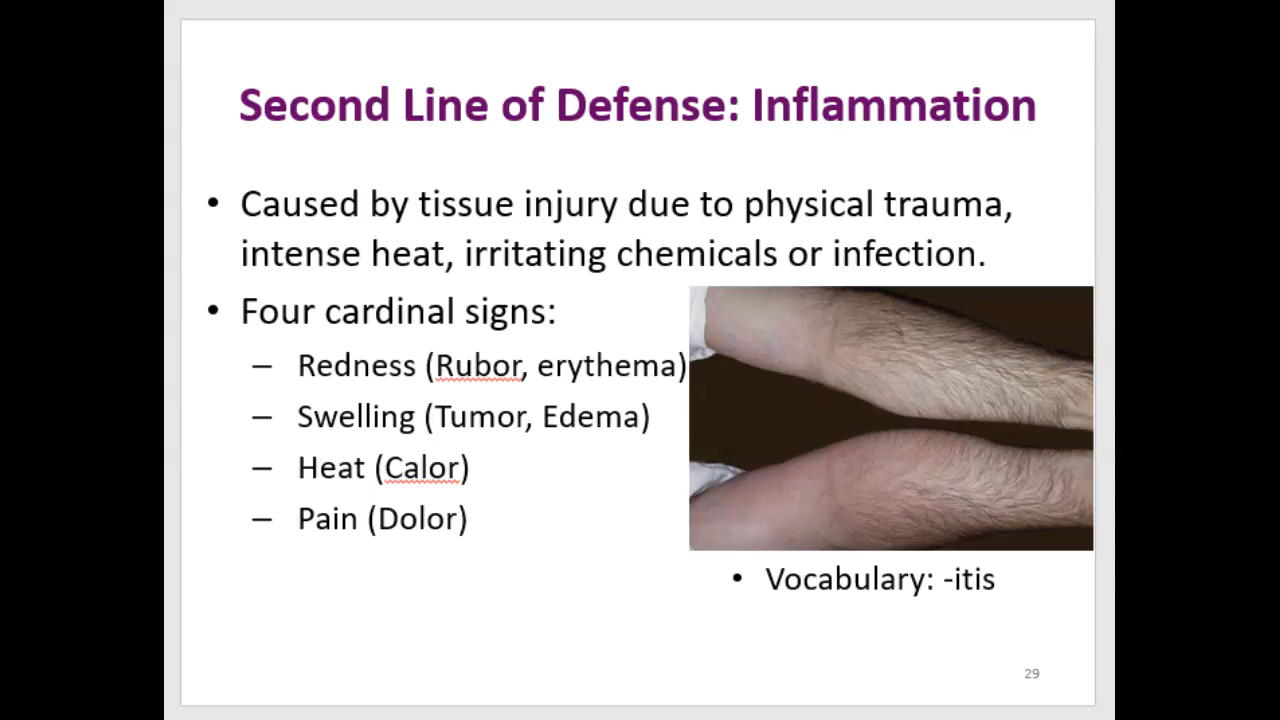 Second Line of Defense: Inflammation
• Caused by tissue injury due to physical trauma,
intense heat, irritating chemicals or infection.
• Four cardinal signs:
– Redness (Rubor, erythema)
– Swelling (Tumor, Edema)
– Heat (Calor)
– Pain (Dolor)
• Vocabulary: -itis
29